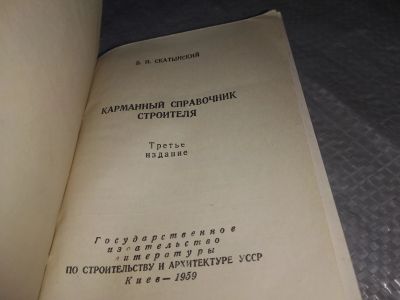 В. И. СКАТЫНСКИЙ
КАРМАННЫЙ СПРАВОЧНИК
СТРОИТЕЛЯ
Третье
издание
Государственное
издательство
литературы
ПО СТРОИТЕЛЬСТВУ И АРХИТЕКТУРЕ УССР
Киев—1959